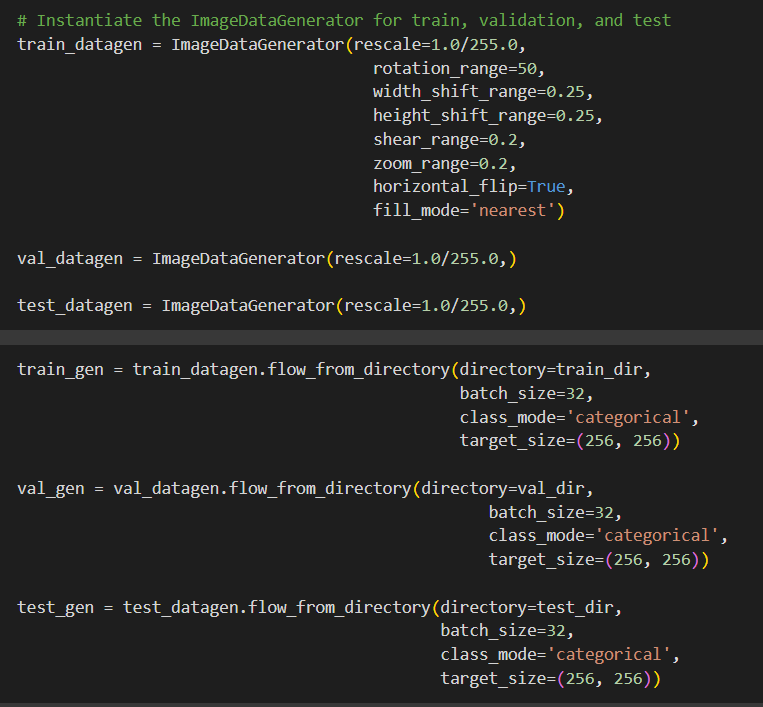 # Instantiate the ImageDataGenerator for train, validation, and test
train_datagen = ImageDataGenerator(rescale=1.0/255.0,
rotation_range=50,
width_shift_range=0.25,
height_shift_range=0.25,
shear_range=0.2,
zoom_range=0.2,
horizontal_flip=True,
fill_mode='nearest')
val_datagen = ImageDataGenerator(rescale=1.0/255.0,)
test_datagen = ImageDataGenerator(rescale=1.0/255.0,)
train_gen = train_datagen.flow_from_directory(directory=train_dir,
batch_size=32,
class_mode='categorical',
target_size=(256, 256))
val_gen = val_datagen.flow_from_directory(directory=val_dir,
batch_size=32,
class_mode='categorical',
target_size=(256, 256))
test_gen = test_datagen.flow_from_directory(directory=test_dir,
batch_size=32,
class_mode='categorical',
target_size=(256, 256))